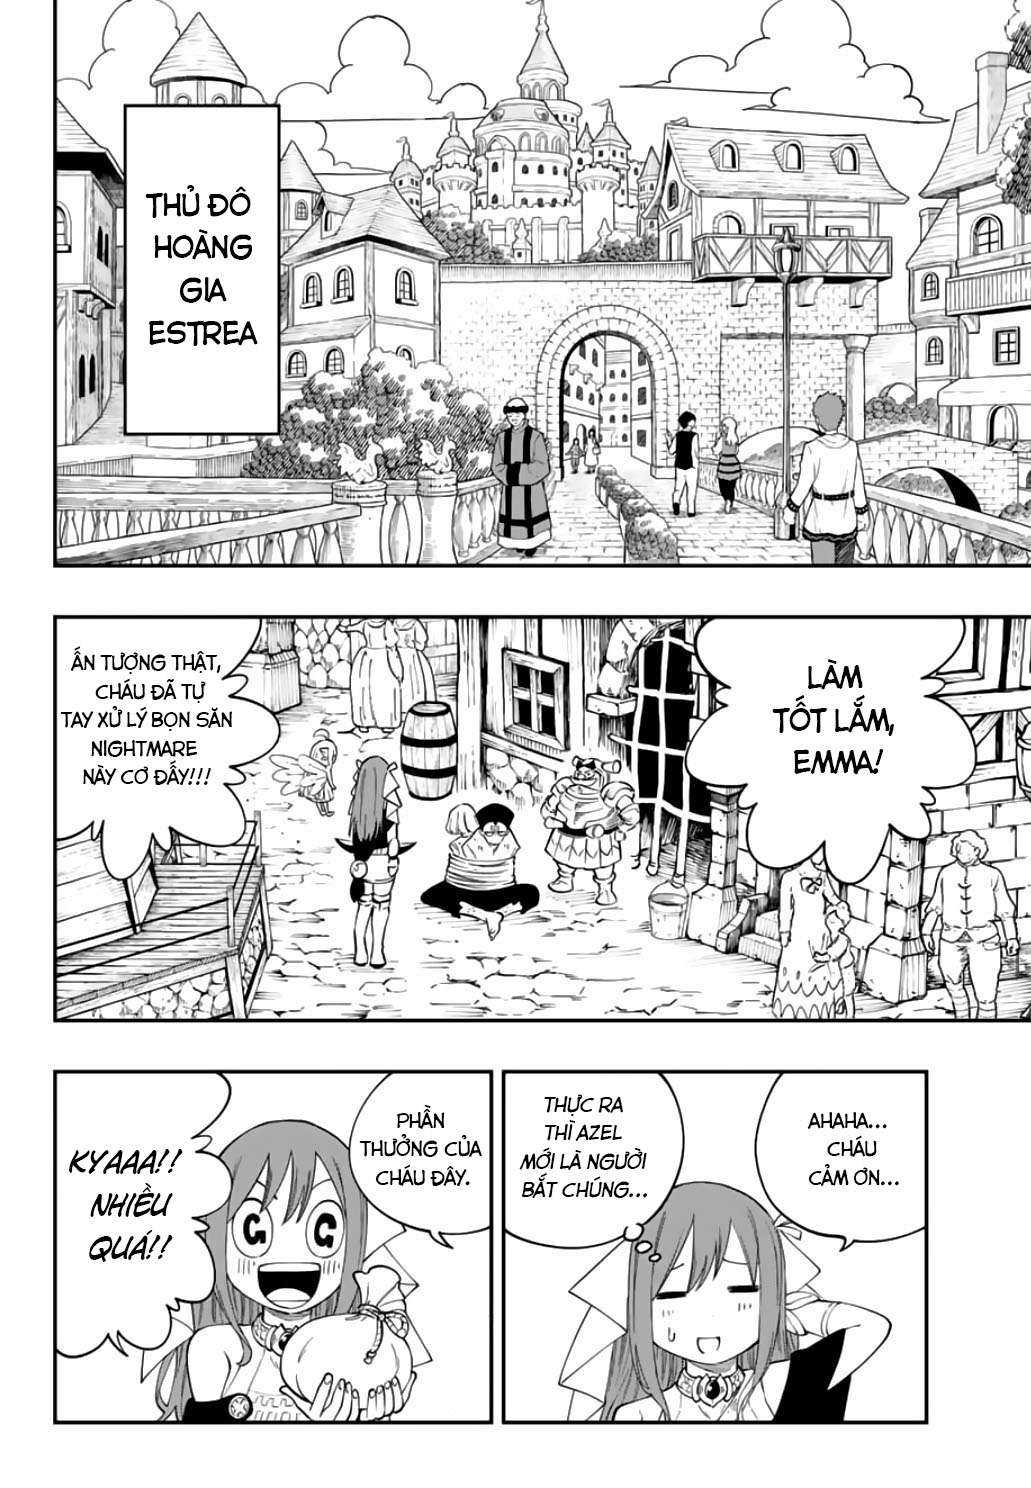 THỦ ĐÔ
HOÀNG
GIA
ESTREA
LÀM
TỐT LẮM,
EMMA!
ẤN TƯỢNG THẬT,
CHÁU ĐÃ TỰ
TAY XỬ LÝ BỌN SĂN
NIGHTMARE
NÀY CƠ ĐẤY!!!
AHAHA...
CHÁU
CẢM ƠN...
THỰC RA
THÌ AZEL
MỚI LÀ NGƯỜI
BẮT CHÚNG...
PHẦN
THƯỞNG CỦA
CHÁU ĐÂY.
KYAAA!!
NHIỀU
QUÁ!!
G G